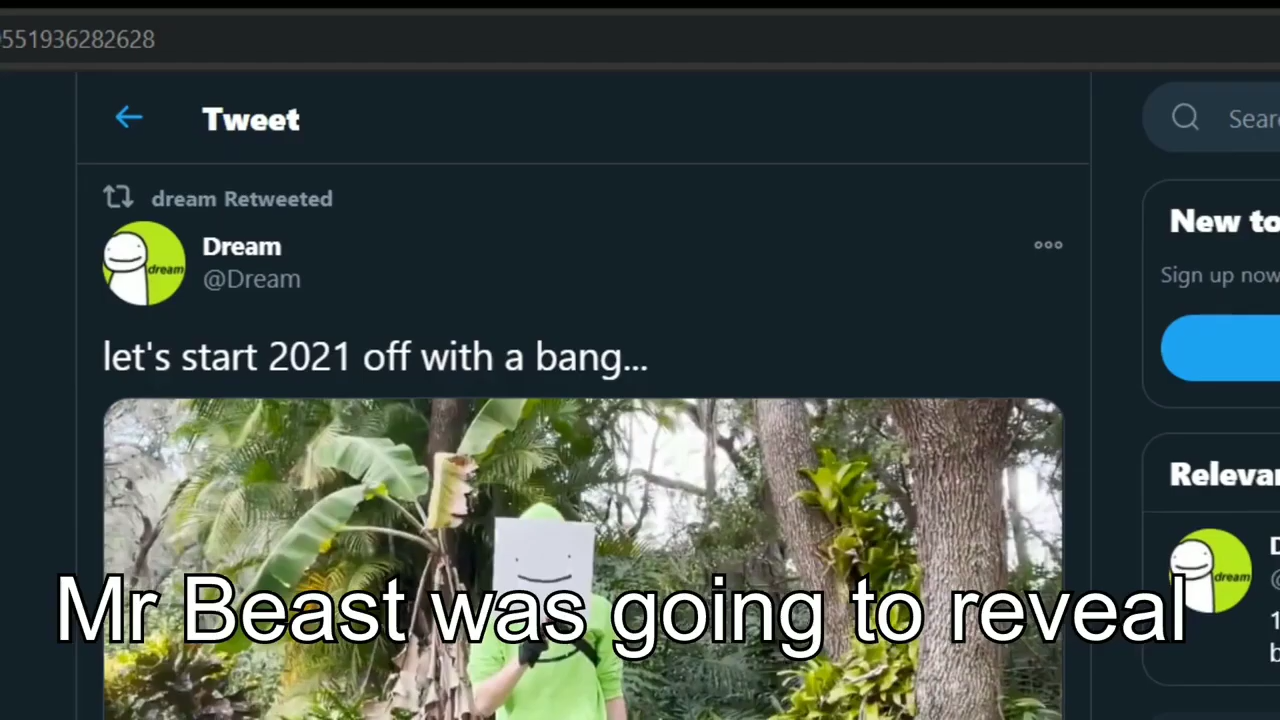 551936282628
Tweet
Sear
dream Retweeted
Dream
@Dream
dream
let's start 2021 off with a bang...
New to
Sign up now
Relevan
dream
Mr Beast was going to reveal